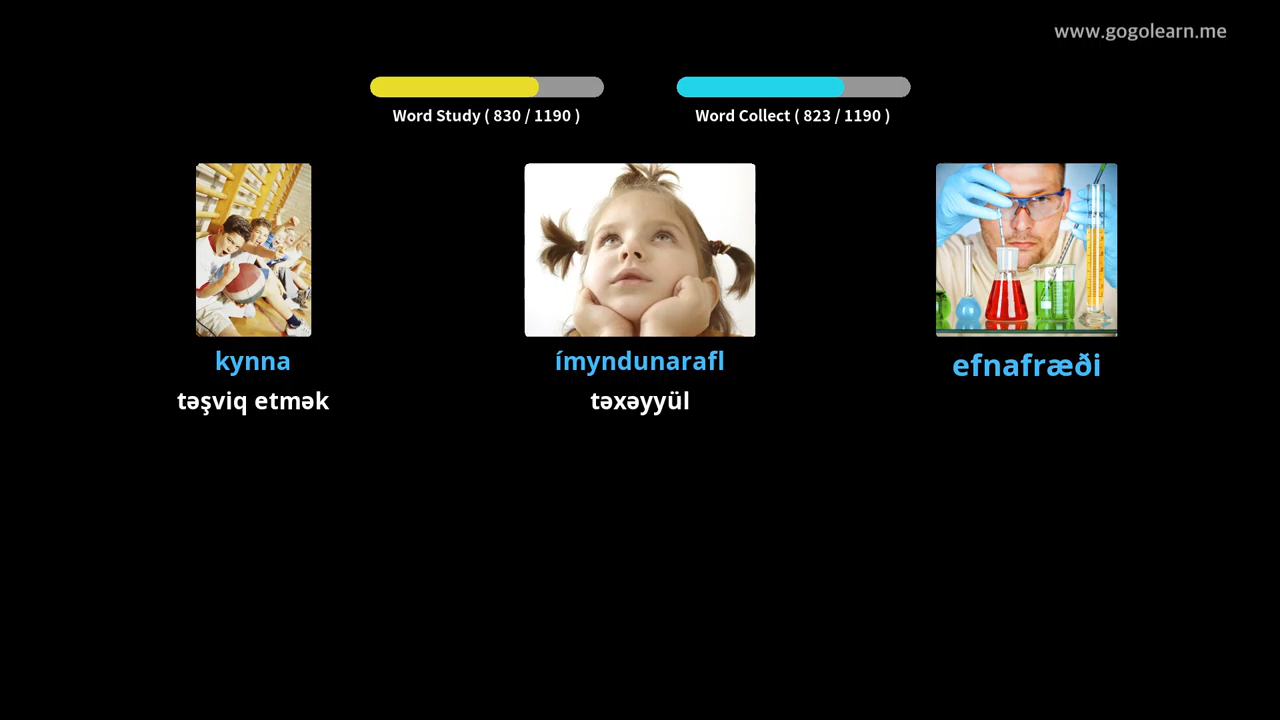 www.gogolearn.me
Word Study ( 830 / 1190 )
Word Collect ( 823 / 1190 )
kynna
təşviq etmək
ímyndunarafl
təxəyyül
efnafræði